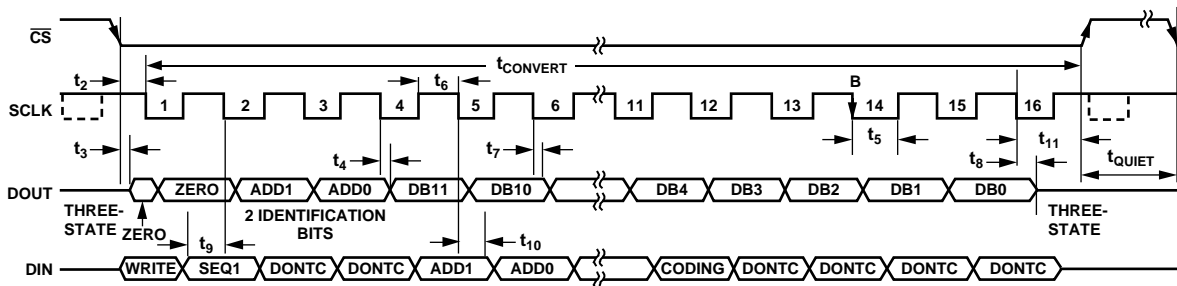 CS
tCONVERT
t2
t6
B
SCLK
1 2 3 4 5 6 11 12 13 14 15 16
t3
t4
t7
t5
t8
t11
tQUIET
DOUT
ZERO ADD1 ADD0 DB11 DB10 DB4 DB3 DB2 DB1 DB0
THREE-
STATE
ZERO
2 IDENTIFICATION
BITS
THREE-
STATE
t9
t10
DIN
WRITE SEQ1 DONTC DONTC ADD1 ADD0 CODING DONTC DONTC DONTC DONTC